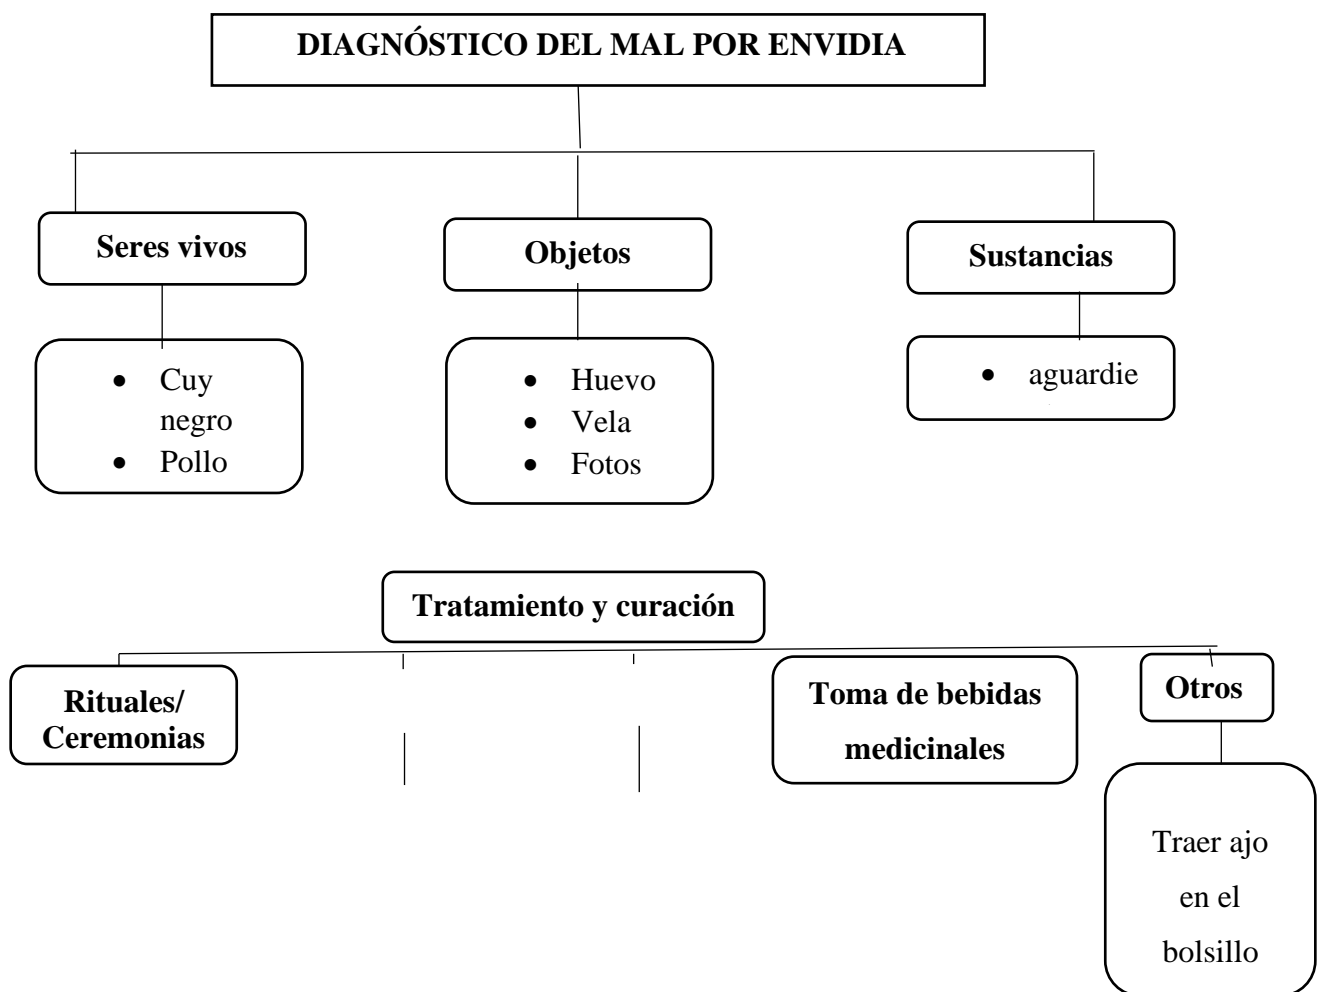 DIAGNÓSTICO DEL MAL POR ENVIDIA
Seres vivos
Objetos
Sustancias
• Cuy
negro
• Pollo
• Huevo
• Vela
• Fotos
• aguardie
Tratamiento y curación
Rituales/
Ceremonias
Toma de bebidas
medicinales
Otros
Traer ajo
en el
bolsillo